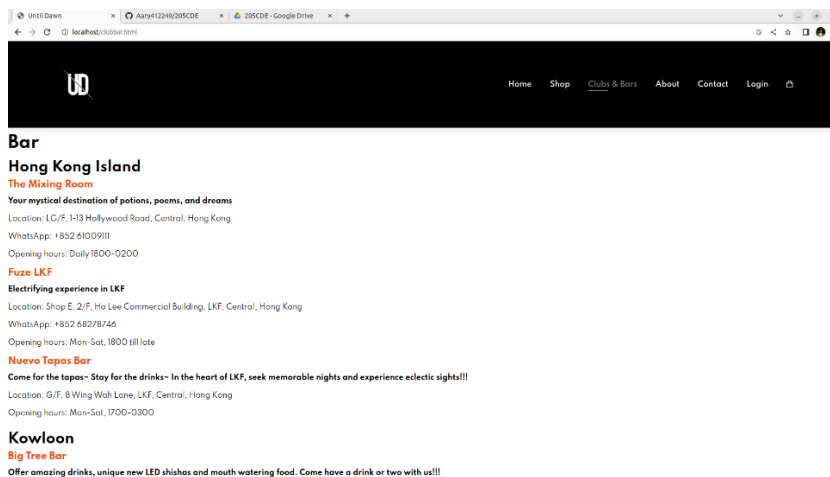 Until Dawn
Aary412249/205CDE
205CDE - Google Drive
localhost/clubbar.html
UD
Home Shop Clubs & Bars About Contact Login
Bar
Hong Kong Island
The Mixing Room
Your mystical destination of potions, poems, and dreams
Location: LG/F, 1-13 Hollywood Road, Central, Hong Kong
WhatsApp: +852 61009111
Opening hours: Daily 1800-0200
Fuze LKF
Electrifying experience in LKF
Location: Shop E, 2/F, Ho Lee Commercial Building, LKF, Central, Hong Kong
WhatsApp: +852 68278746
Opening hours: Mon-Sat, 1800 till late
Nuevo Tapas Bar
Come for the tapas~ Stay for the drinks~ In the heart of LKF, seek memorable nights and experience eclectic sights!!!
Location: G/F, 8 Wing Wah Lane, LKF, Central, Hong Kong
Opening hours: Mon-Sat, 1700-0300
Kowloon
Big Tree Bar
Offer amazing drinks, unique new LED shishas and mouth watering food. Come have a drink or two with us!!!